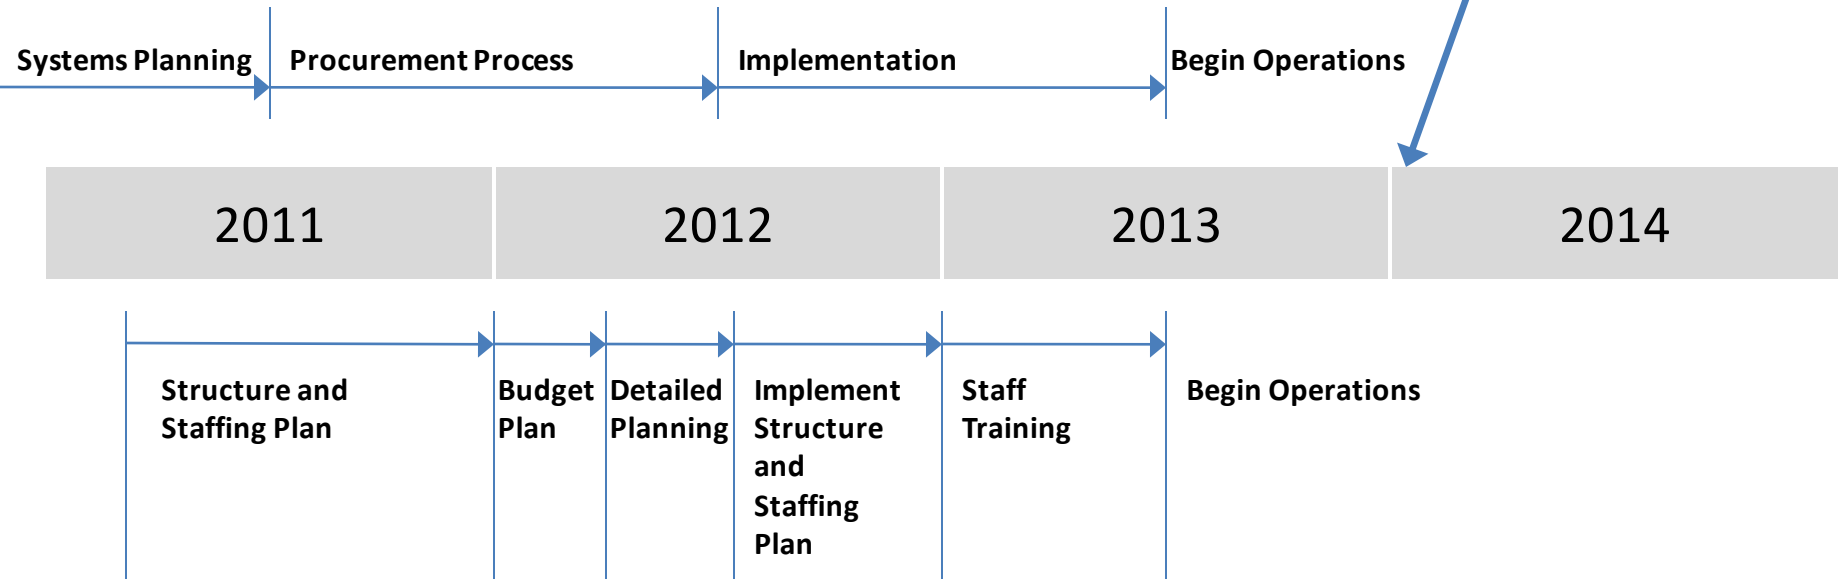 Systems Planning
Procurement Process
Implementation
Begin Operations
2011
2012
2013
2014
Structure and
Staffing Plan
Budget
Plan
Detailed
Planning
Implement
Structure
and
Staffing
Plan
Staff
Training
Begin Operations